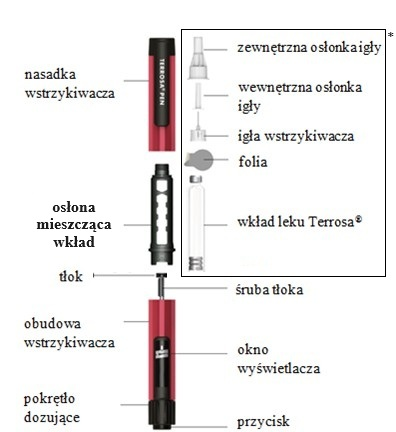 *
zewnętrzna osłonka igły
nasadka
wstrzykiwacza
TERROSA® PEN
wewnętrzna osłonka
igły
igła wstrzykiwacza
folia
osłona
mieszcząca
wkład
wkład leku Terrosa®
tłok
śruba tłoka
obudowa
wstrzykiwacza
okno
wyświetlacza
pokrętło
dozujące
przycisk